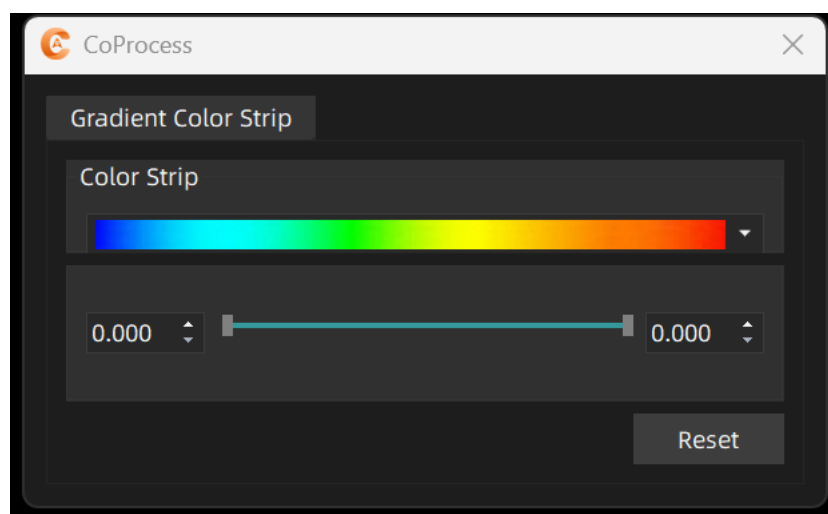 CoProcess
Gradient Color Strip
Color Strip
0.000 0.000
Reset